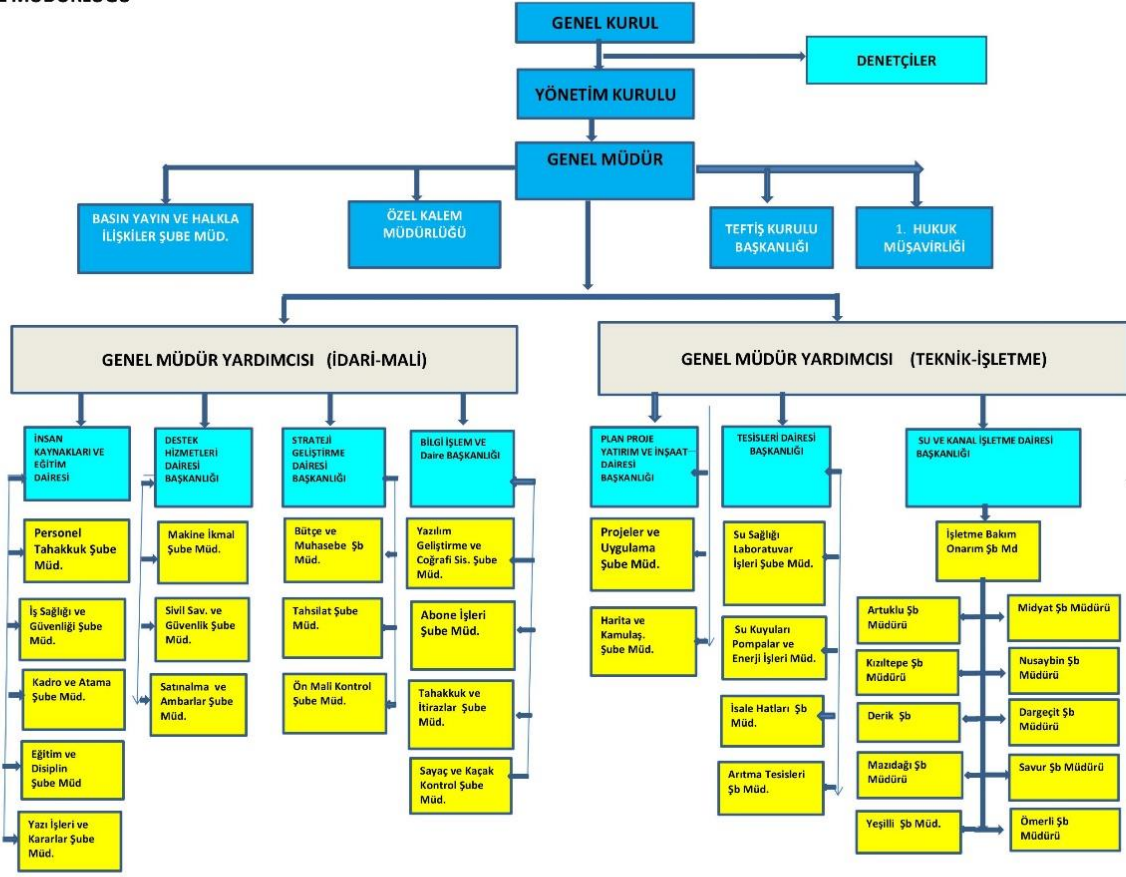 GENEL KURUL
DENETÇİLER
YÖNETİM KURULU
GENEL MÜDÜR
BASIN YAYIN VE HALKLA
İLİŞKİLER ŞUBE MÜD.
ÖZEL KALEM
MÜDÜRLÜĞÜ
TEFTİŞ KURULU
BAŞKANLIĞI
1. HUKUK
MÜŞAVİRLİĞİ
GENEL MÜDÜR YARDIMCISI (İDARİ-MALİ)
GENEL MÜDÜR YARDIMCISI (TEKNİK-İŞLETME)
İNSAN
KAYNAKLARI VE
EĞİTİM
DAİRESİ
DESTEK
HİZMETLERİ
DAİRESİ
BAŞKANLIĞI
STRATEJİ
GELİŞTİRME
DAİRESİ
BAŞKANLIĞI
BİLGİ İŞLEM VE
Daire BAŞKANLIĞI
PLAN PROJE
YATIRIM VE İNŞAAT
DAİRESİ
BAŞKANLIĞI
TESİSLERİ DAİRESİ
BAŞKANLIĞI
SU VE KANAL İŞLETME DAİRESİ
BAŞKANLIĞI
Personel
Tahakkuk Şube
Müd.
İş Sağlığı ve
Güvenliği Şube
Müd.
Kadro ve Atama
Şube Müd.
Eğitim ve
Disiplin
Şube Müd
Yazı İşleri ve
Kararlar Şube
Müd.
Makine İkmal
Şube Müd.
Sivil Sav. ve
Güvenlik Şube
Müd.
Satınalma ve
Ambarlar Şube
Müd.
Bütçe ve
Muhasebe Şb
Müd.
Tahsilat Şube
Müd.
Ön Mali Kontrol
Şube Müd.
Yazılım
Geliştirme ve
Coğrafi Sis. Şube
Müd.
Abone İşleri
Şube Müd.
Tahakkuk ve
İtirazlar Şube
Müd.
Sayaç ve Kaçak
Kontrol Şube
Müd.
Projeler ve
Uygulama
Şube Müd.
Harita ve
Kamulaş.
Şube Müd.
Su Sağlığı
Laboratuvar
İşleri Şube Müd.
Su Kuyuları
Pompalar ve
Enerji İşleri Müd.
İsale Hatları Şb
Müd.
Arıtma Tesisleri
Şb Müd.
İşletme Bakım
Onarım Şb Md
Artuklu Şb
Müdürü
Midyat Şb Müdürü
Kızıltepe Şb
Müdürü
Nusaybin Şb
Müdürü
Derik Şb
Dargeçit Şb
Müdürü
Mazıdağı Şb
Müdürü
Savur Şb Müdürü
Yeşilli Şb Müd.
Ömerli Şb
Müdürü